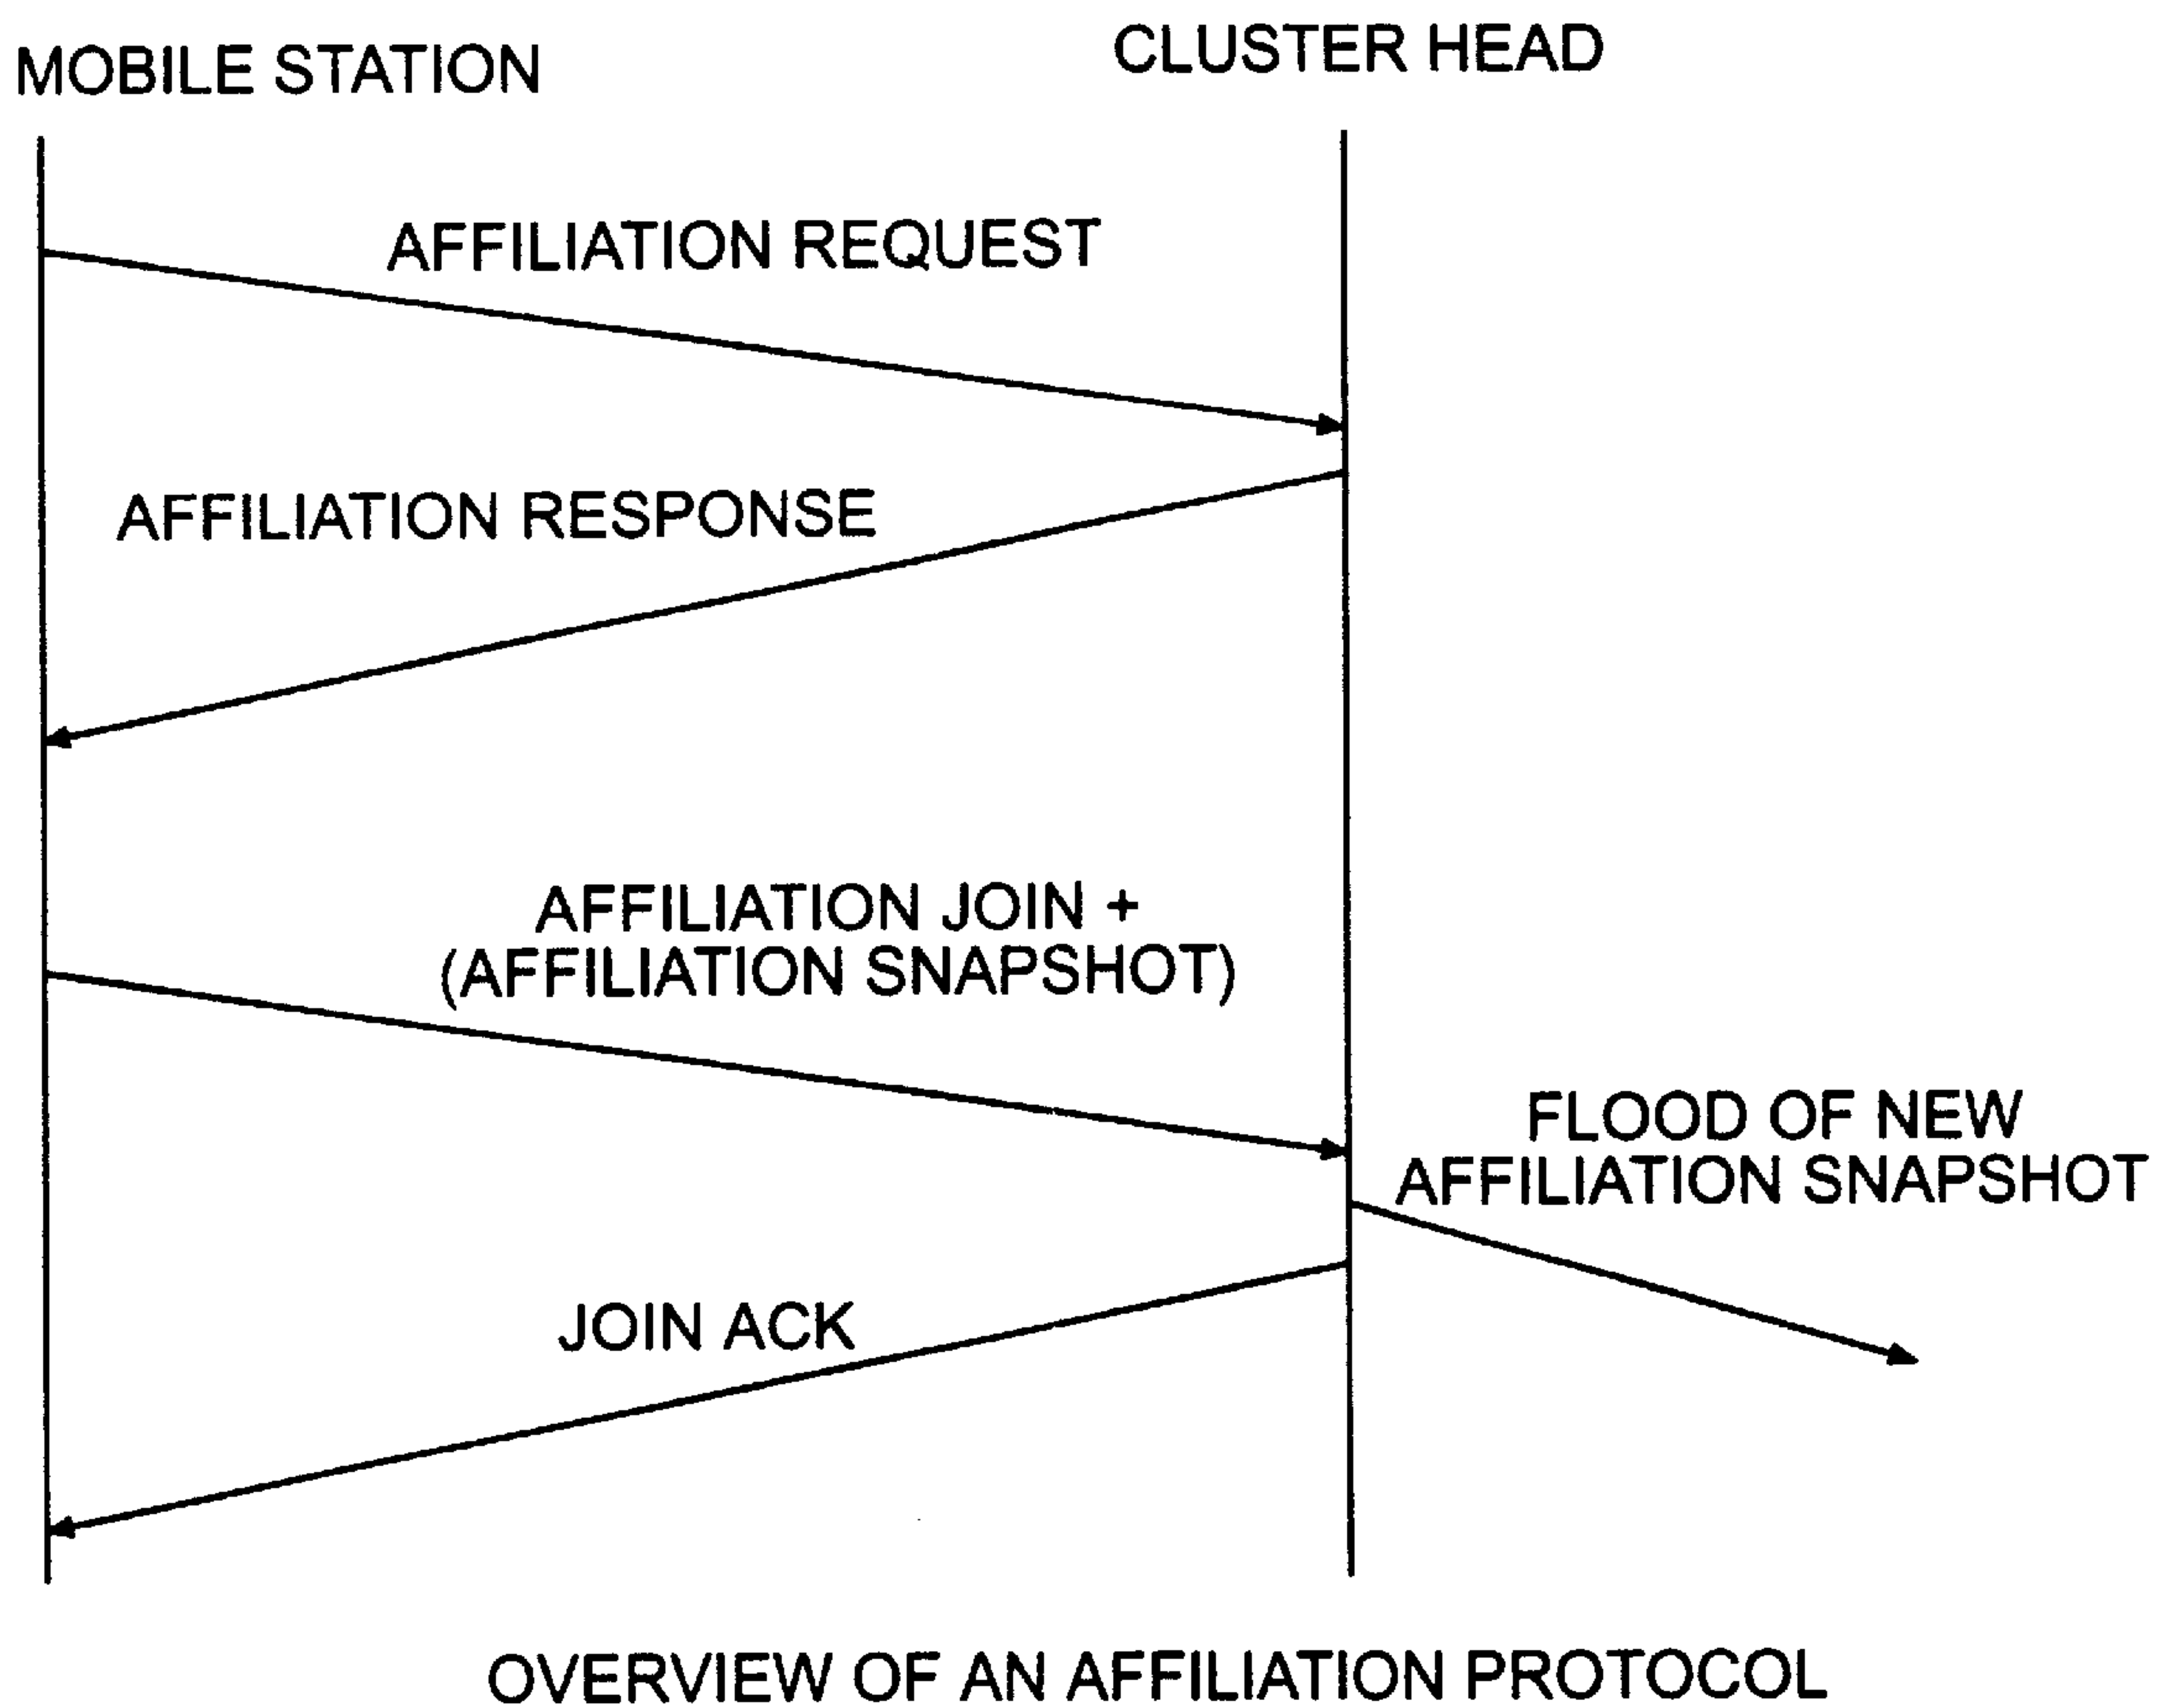 MOBILE STATION
CLUSTER HEAD
AFFILIATION REQUEST
AFFILIATION RESPONSE
AFFILIATION JOIN +
(AFFILIATION SNAPSHOT)
FLOOD OF NEW
AFFILIATION SNAPSHOT
JOIN ACK
OVERVIEW OF AN AFFILIATION PROTOCOL